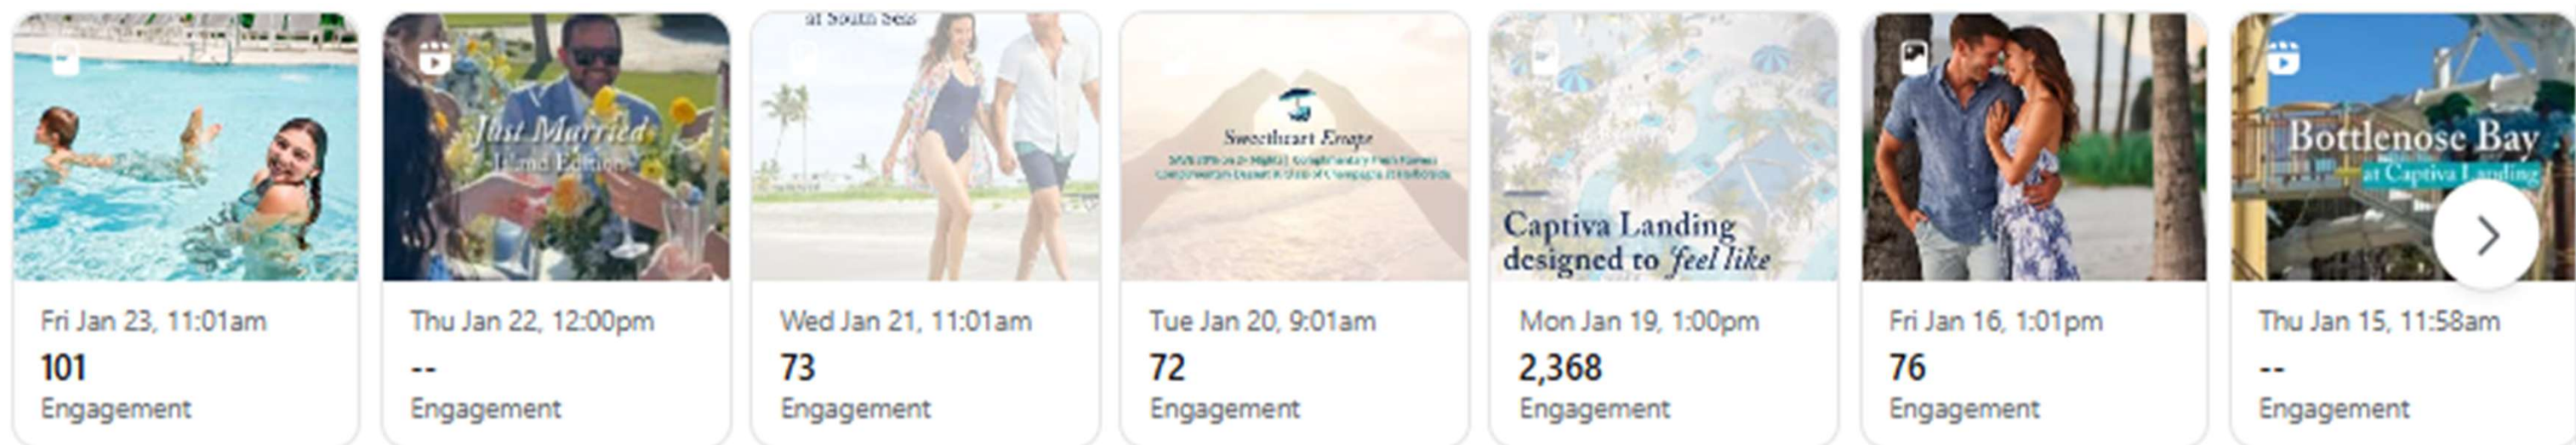 Fri Jan 23, 11:01am
101
Engagement
Just Married
Island Edition
Thu Jan 22, 12:00pm
--
Engagement
at South Seas
Wed Jan 21, 11:01am
73
Engagement
Sweetheart Escape
Tue Jan 20, 9:01am
72
Engagement
Captiva Landing
designed to 'feel like
Mon Jan 19, 1:00pm
2,368
Engagement
Fri Jan 16, 1:01pm
76
Engagement
Bottlenose Bay
at Captiva Landing
Thu Jan 15, 11:58am
--
Engagement